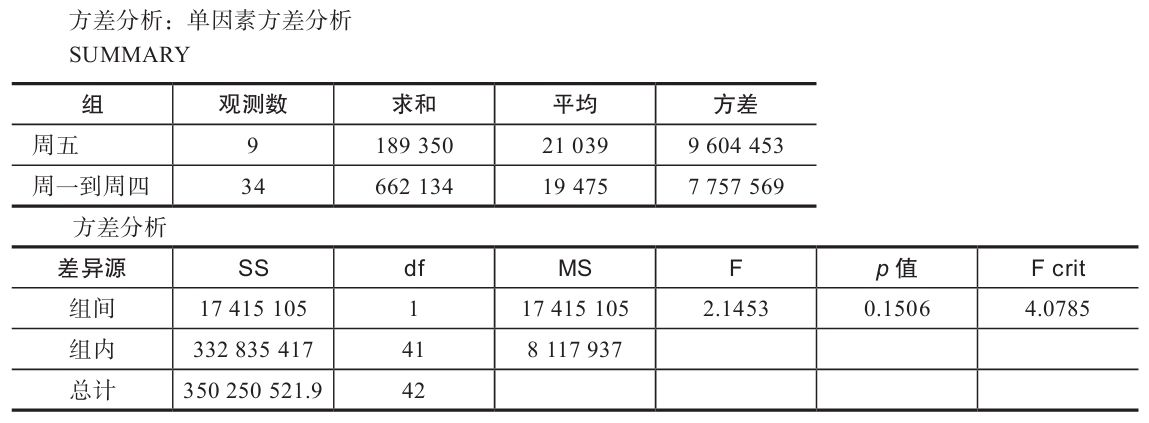 方差分析：单因素方差分析
SUMMARY
组 观测数 求和 平均 方差
周五 9 189 350 21 039 9 604 453
周一到周四 34 662 134 19 475 7 757 569
方差分析
差异源 SS df MS F p 值 F crit
组间 17 415 105 1 17 415 105 2.1453 0.1506 4.0785
组内 332 835 417 41 8 117 937
总计 350 250 521.9 42